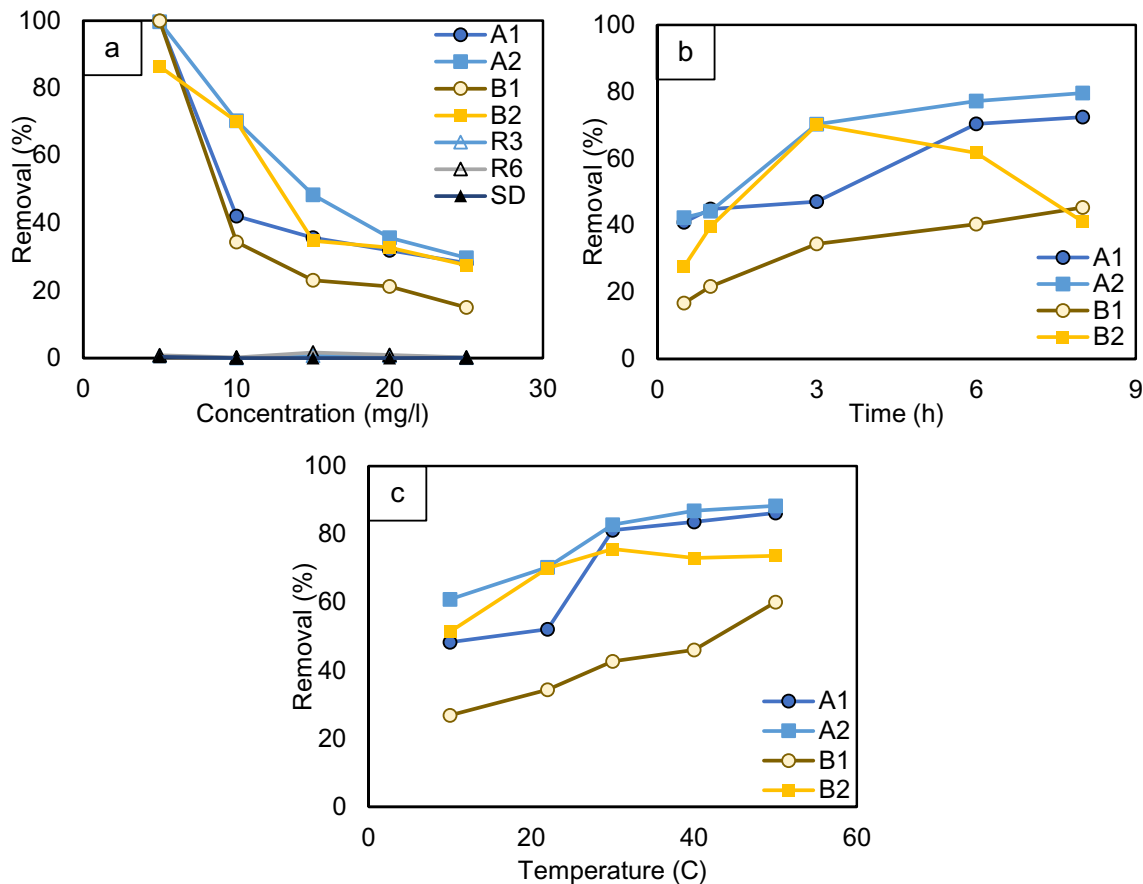 a
Removal (%)
100
80
60
40
20
0
0 10 20 30
Concentration (mg/l)
A1
A2
B1
B2
R3
R6
SD
b
Removal (%)
100
80
60
40
20
0
0 3 6 9
Time (h)
A1
A2
B1
B2
c
Removal (%)
100
80
60
40
20
0
0 20 40 60
Temperature (C)
A1
A2
B1
B2